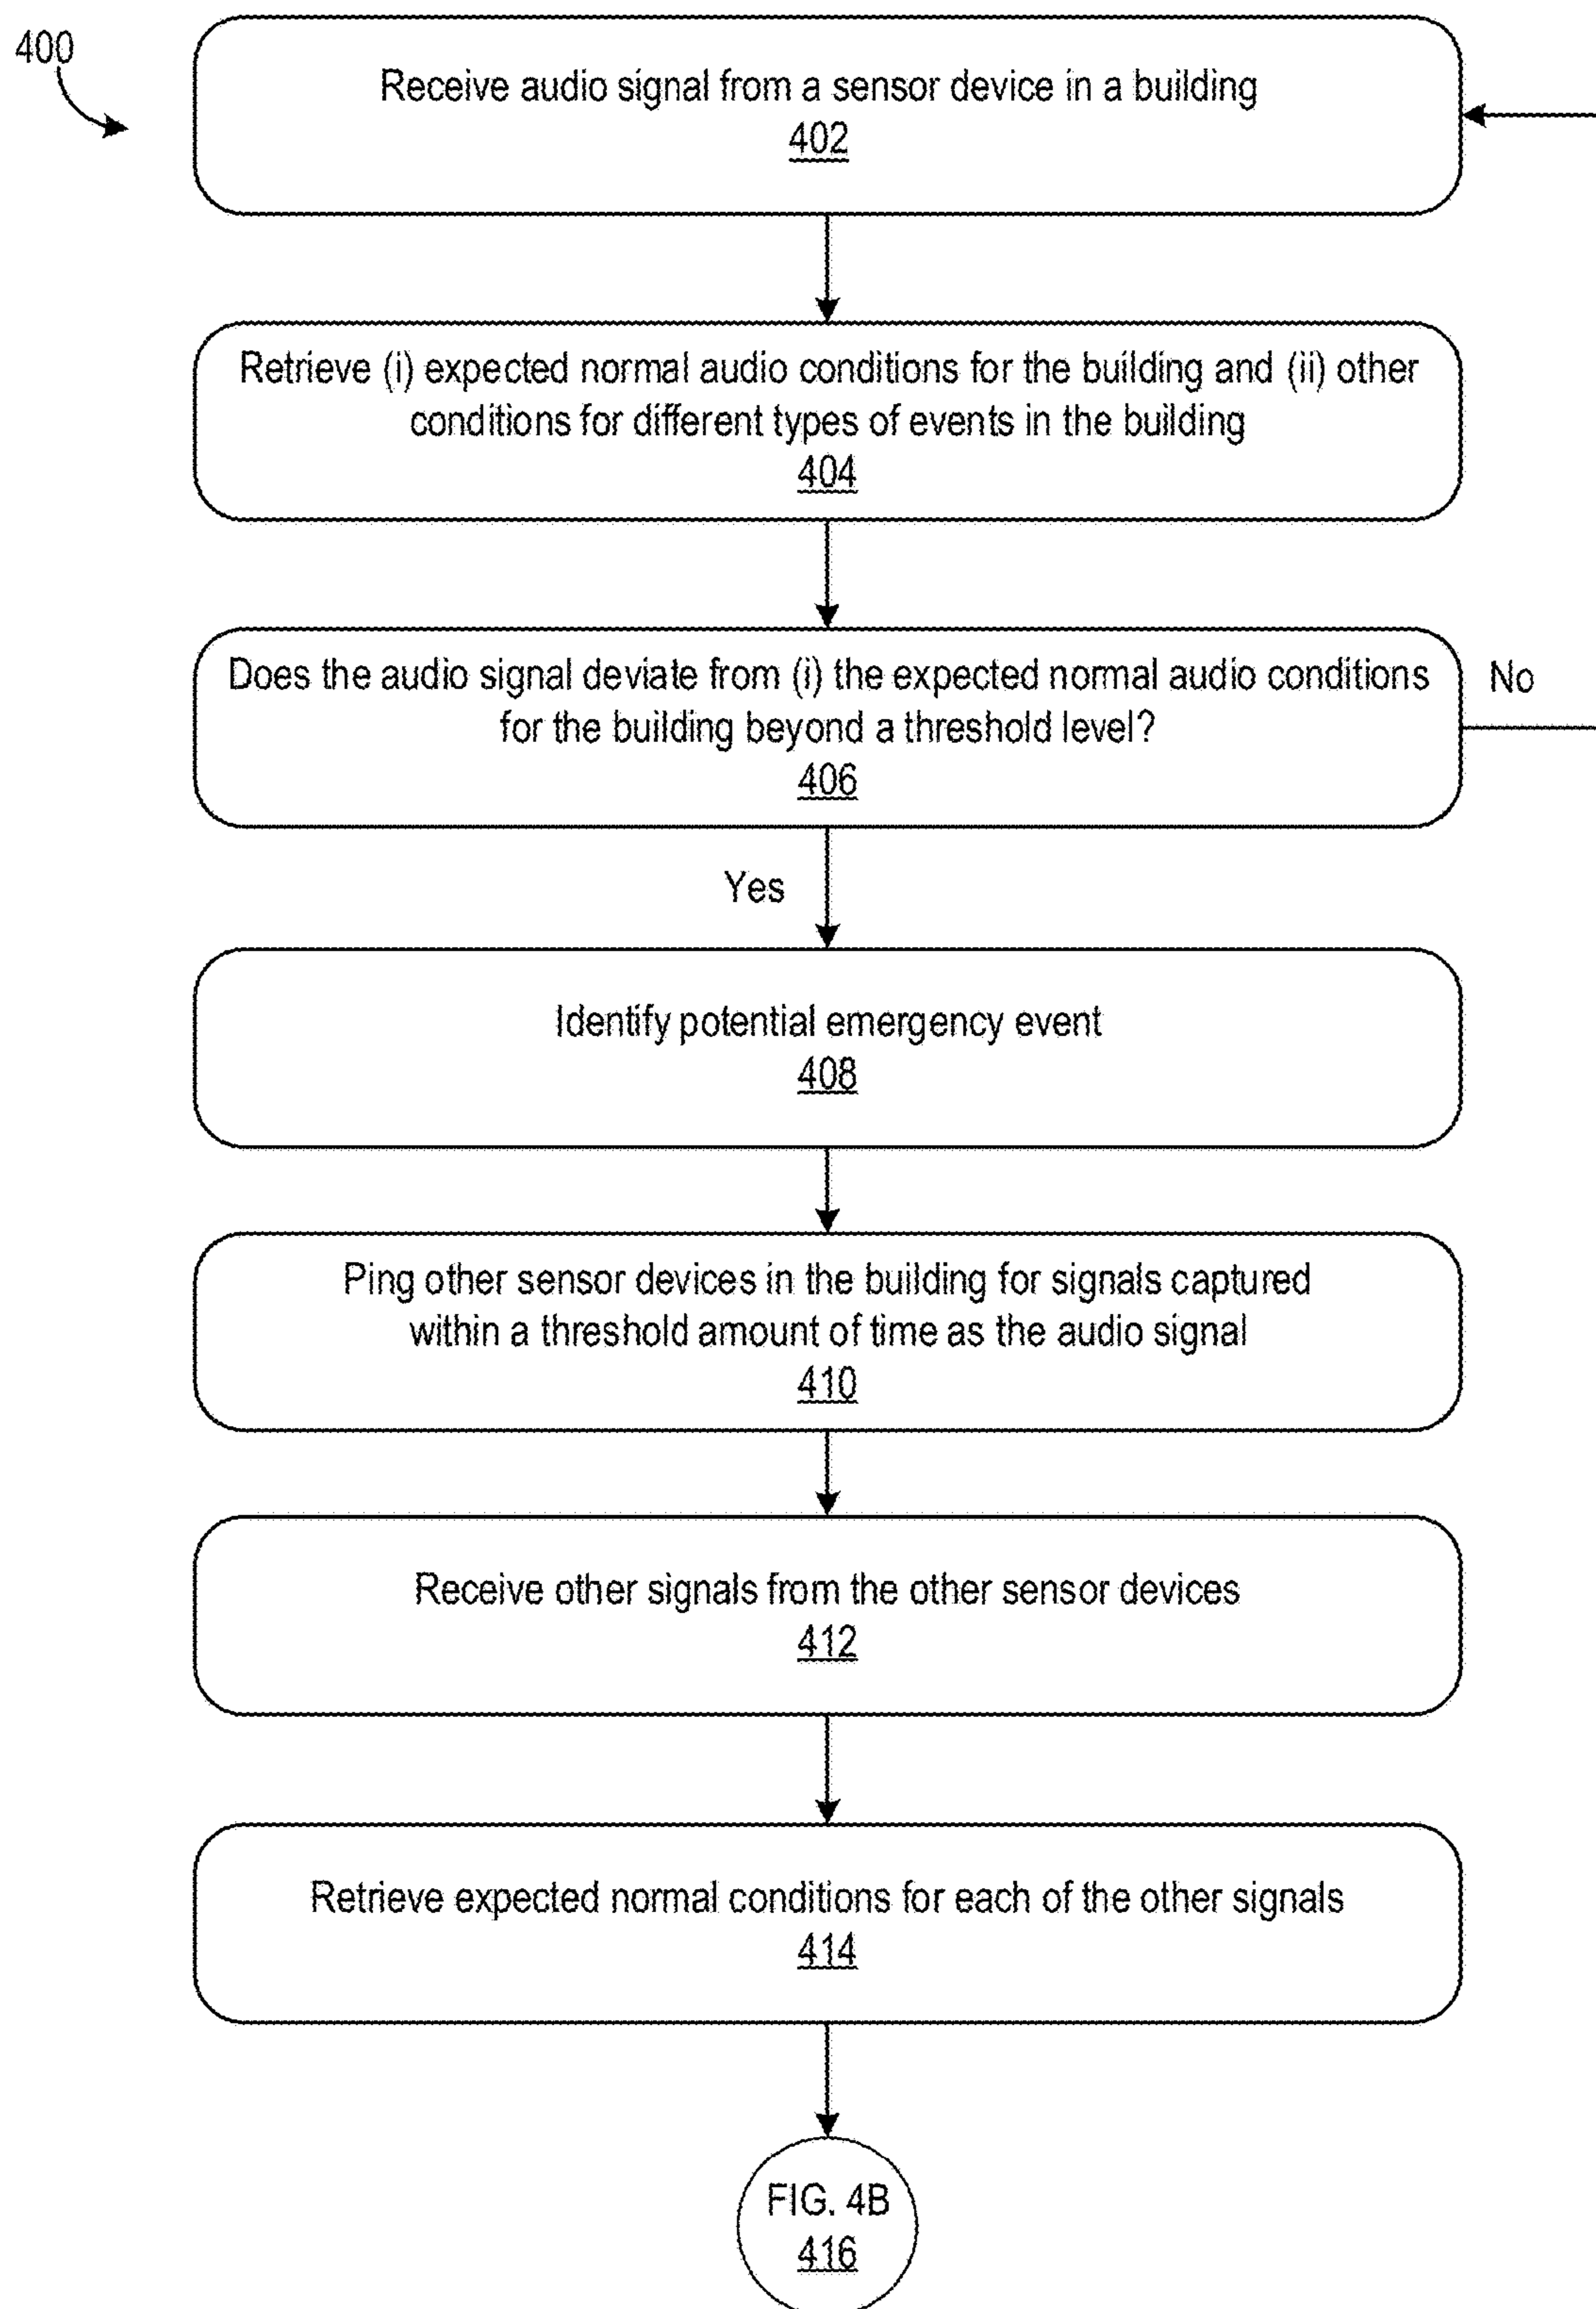 400
Receive audio signal from a sensor device in a building
402
Retrieve (i) expected normal audio conditions for the building and (ii) other
conditions for different types of events in the building
404
Does the audio signal deviate from (i) the expected normal audio conditions
for the building beyond a threshold level?
406
No
Yes
Identify potential emergency event
408
Ping other sensor devices in the building for signals captured
within a threshold amount of time as the audio signal
410
Receive other signals from the other sensor devices
412
Retrieve expected normal conditions for each of the other signals
414
FIG. 4B
416